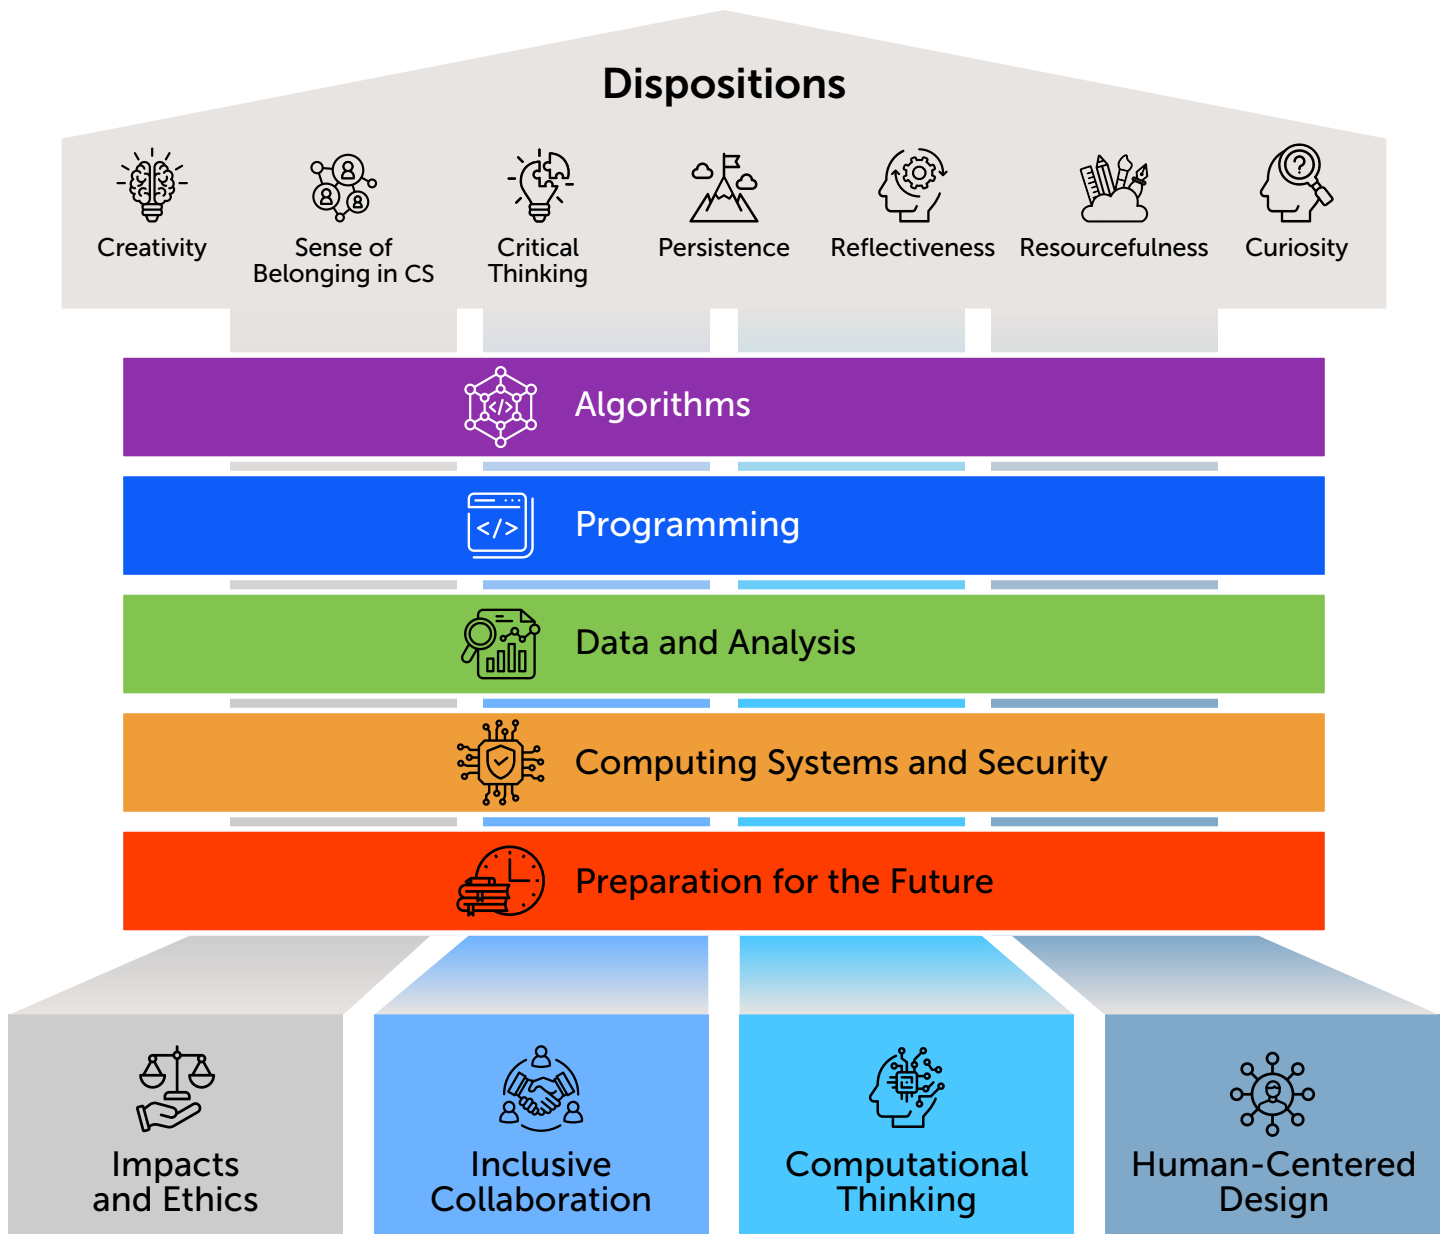 Dispositions
Creativity
Sense of
Belonging in CS
Critical
Thinking
Persistence
Reflectiveness
Resourcefulness
Curiosity
Algorithms
Programming
Data and Analysis
Computing Systems and Security
Preparation for the Future
Impacts
and Ethics
Inclusive
Collaboration
Computational
Thinking
Human-Centered
Design